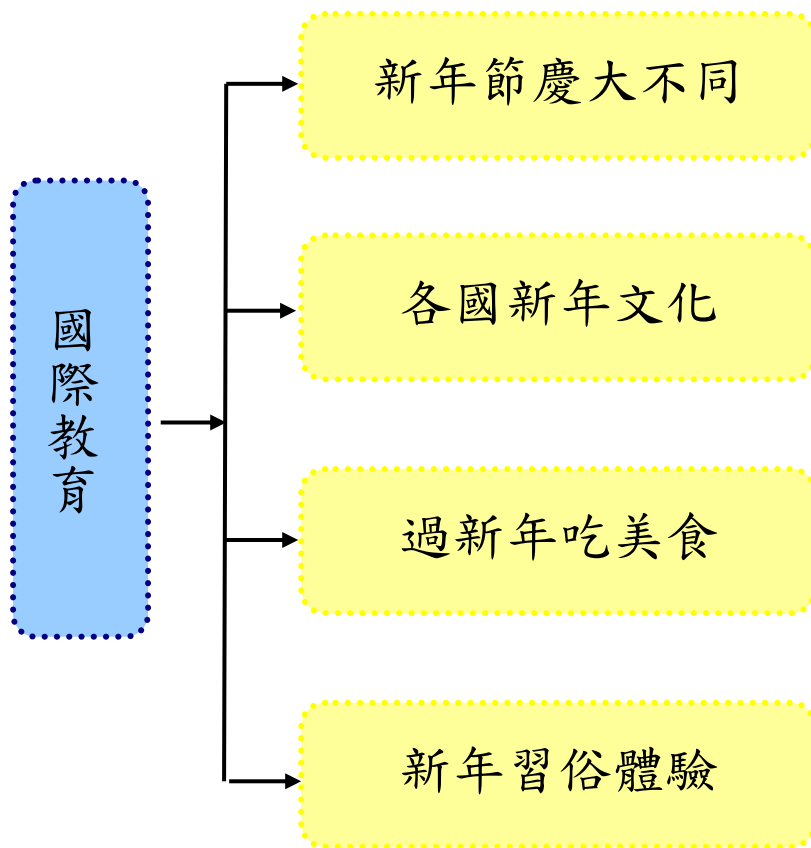 國際教育
新年節慶大不同
各國新年文化
過新年吃美食
新年習俗體驗